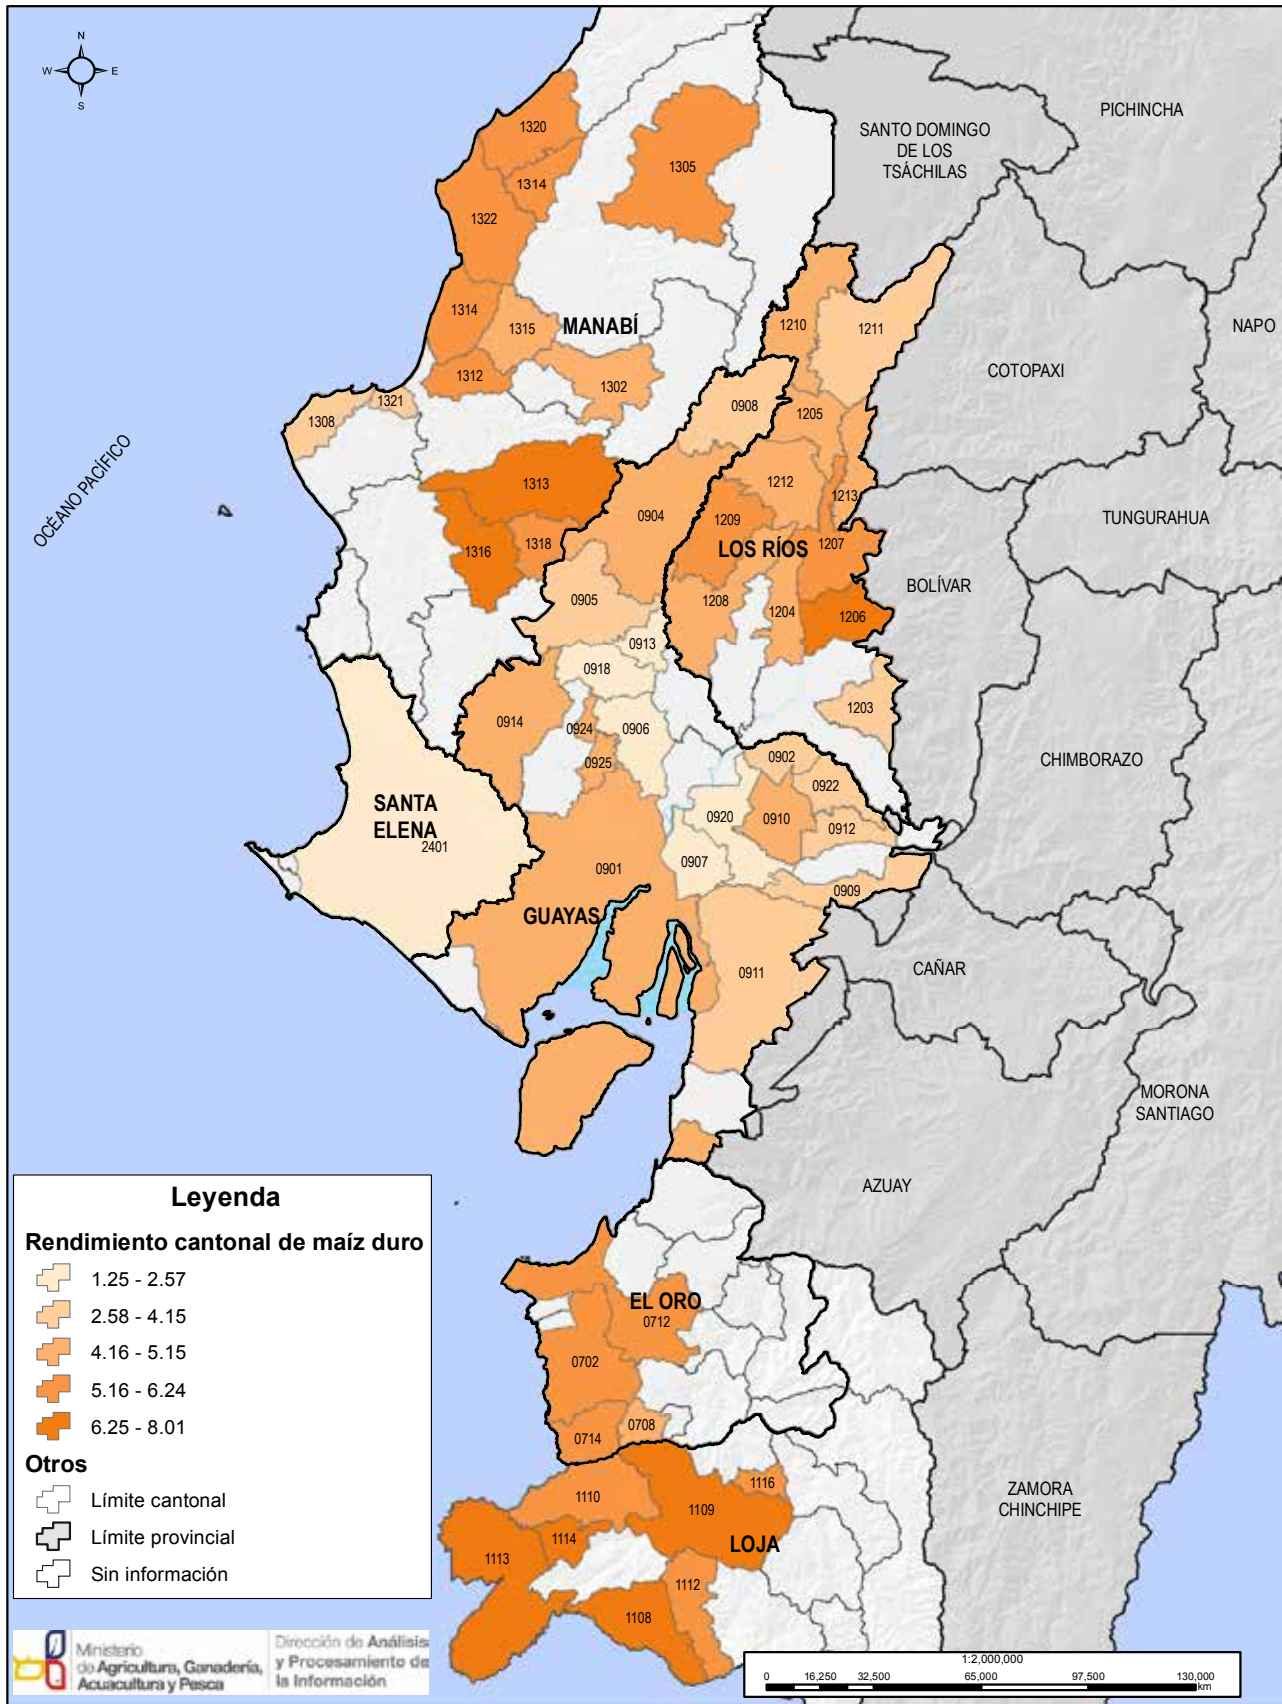 N
W
E
S
PICHINCHA
SANTO DOMINGO
DE LOS
TSÁCHILAS
1320
1305
1314
1322
NAPO
1314
1315
MANABÍ
1210
1211
COTOPAXI
1312
1302
0908
1321
1308
1205
OCÉANO PACÍFICO
1313
1212
1213
TUNGURAHUA
0904
1209
1207
1316
1318
LOS RÍOS
BOLÍVAR
0905
1208
1204
1206
0913
0918
0914
0924
0906
1203
0925
0902
CHIMBORAZO
0922
SANTA
ELENA
2401
0920
0910
0912
0901
0907
0909
GUAYAS
0911
CAÑAR
MORONA
SANTIAGO
AZUAY
Leyenda
Rendimiento cantonal de maíz duro
1.25 - 2.57
2.58 - 4.15
4.16 - 5.15
5.16 - 6.24
6.25 - 8.01
Otros
Límite cantonal
Límite provincial
Sin información
EL ORO
0712
0702
0708
0714
1116
1110
1109
ZAMORA
CHINCHIPE
1114
LOJA
1113
1112
1108
Ministerio
de Agricultura, Ganadería,
Acuacultura y Pesca
Dirección de Análisis
y Procesamiento de
la Información
1:2,000,000
0 16,250 32,500 65,000 97,500 130,000
km